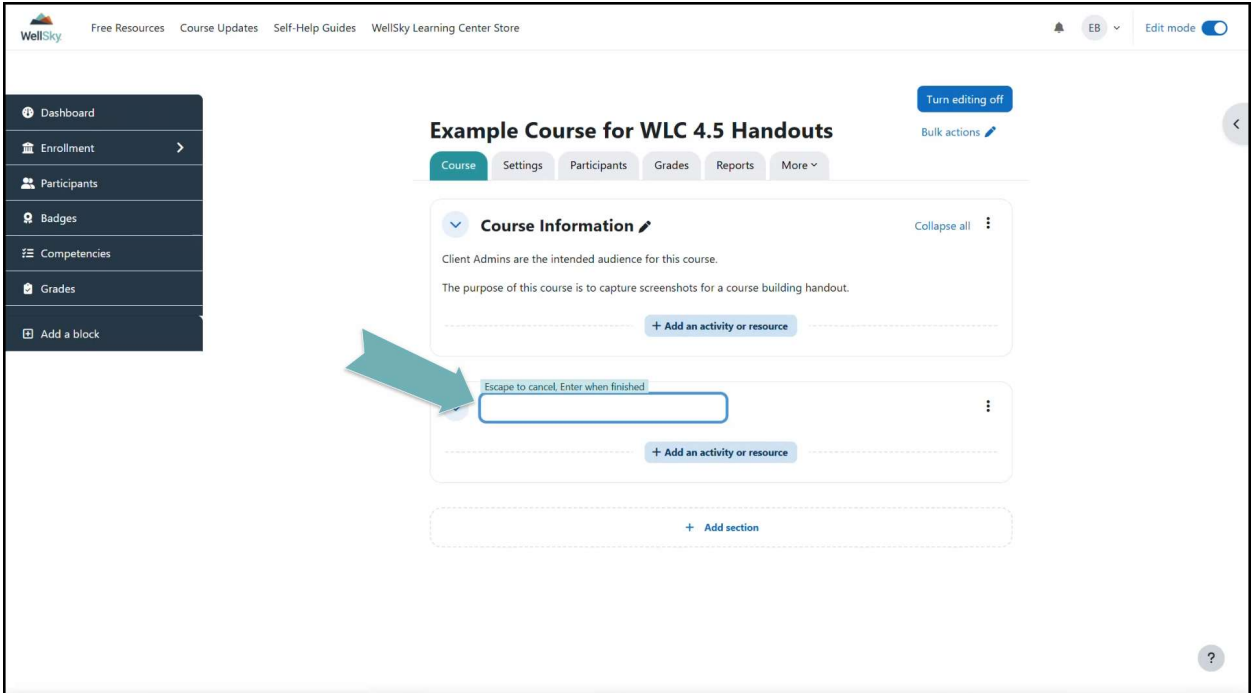 WellSky
Free Resources Course Updates Self-Help Guides WellSky Learning Center Store
EB
Edit mode
Dashboard
Enrollment
Participants
Badges
Competencies
Grades
Add a block
Turn editing off
Example Course for WLC 4.5 Handouts
Bulk actions
Course Settings Participants Grades Reports More
Course Information
Collapse all
Client Admins are the intended audience for this course.
The purpose of this course is to capture screenshots for a course building handout.
+ Add an activity or resource
Escape to cancel, Enter when finished
+ Add an activity or resource
+ Add section
?